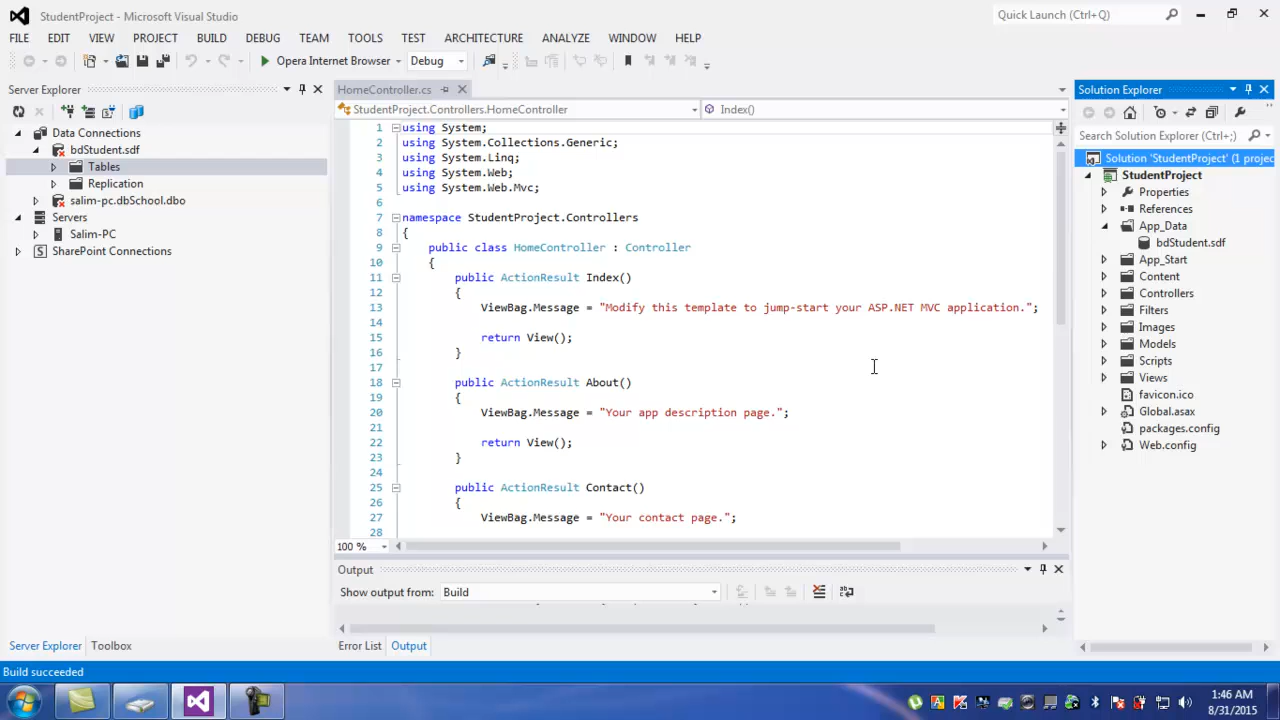 StudentProject - Microsoft Visual Studio
Quick Launch (Ctrl+Q)
FILE EDIT VIEW PROJECT BUILD DEBUG TEAM TOOLS TEST ARCHITECTURE ANALYZE WINDOW HELP
Opera Internet Browser Debug
Server Explorer
Data Connections
bdStudent.sdf
Tables
Replication
salim-pc.dbSchool.dbo
Servers
Salim-PC
SharePoint Connections
Server Explorer Toolbox
HomeController.cs
StudentProject.Controllers.HomeController Index()
1 using System;
2 using System.Collections.Generic;
3 using System.Linq;
4 using System.Web;
5 using System.Web.Mvc;
6
7 namespace StudentProject.Controllers
8 {
9 public class HomeController : Controller
10 {
11 public ActionResult Index()
12 {
13 ViewBag.Message = "Modify this template to jump-start your ASP.NET MVC application.";
14
15 return View();
16 }
17
18 public ActionResult About()
19 {
20 ViewBag.Message = "Your app description page.";
21
22 return View();
23 }
24
25 public ActionResult Contact()
26 {
27 ViewBag.Message = "Your contact page.";
28
100 %
Output
Show output from: Build
Error List Output
Solution Explorer
Search Solution Explorer (Ctrl+;)
Solution 'StudentProject' (1 projec
StudentProject
Properties
References
App_Data
bdStudent.sdf
App_Start
Content
Controllers
Filters
Images
Models
Scripts
Views
favicon.ico
Global.asax
packages.config
Web.config
Build succeeded
1:46 AM
8/31/2015